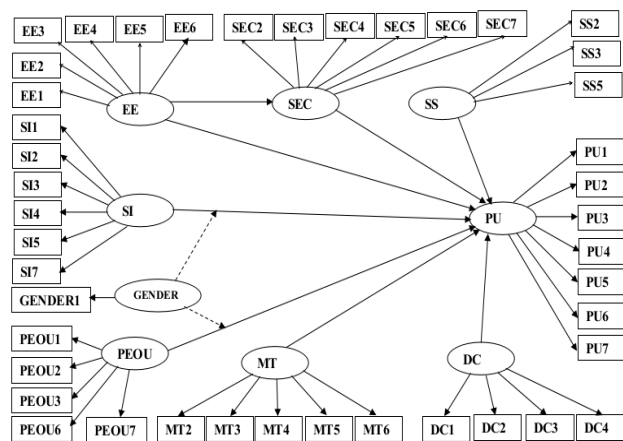 EE3 EE4 EE5 EE6 SEC2 SEC3 SEC4 SEC5 SEC6 SEC7 SS2
SS3
EE2
SS5
EE1
EE SEC SS
SI1
SI2
SI3
SI4
SI5
SI7
SI
PU
PU1
PU2
PU3
PU4
PU5
PU6
PU7
GENDER1 GENDER
PEOU1
PEOU2
PEOU3
PEOU6
PEOU7
PEOU
MT
DC
MT2 MT3 MT4 MT5 MT6
DC1 DC2 DC3 DC4